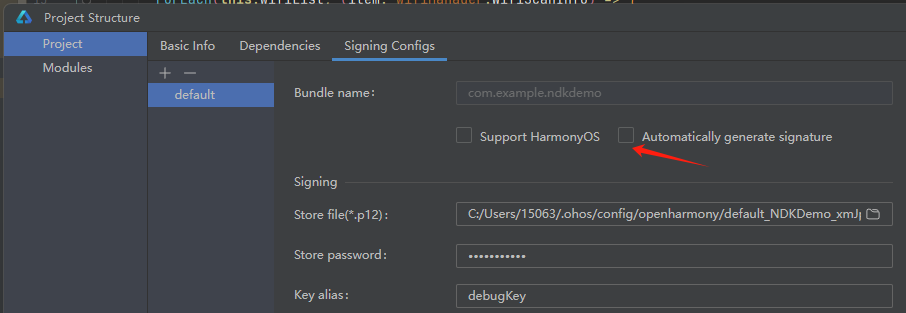 ForEach(this.wifiList, (item: wifiManager.WifiScanInfo) => {
Project Structure
Project
Modules
Basic Info Dependencies Signing Configs
default
Bundle name: com.example.ndkdemo
Support HarmonyOS Automatically generate signature
Signing
Store file(*.p12): C:/Users/15063/.ohos/config/openharmony/default_NDKDemo_xmJ
Store password: •••••••••••
Key alias: debugKey